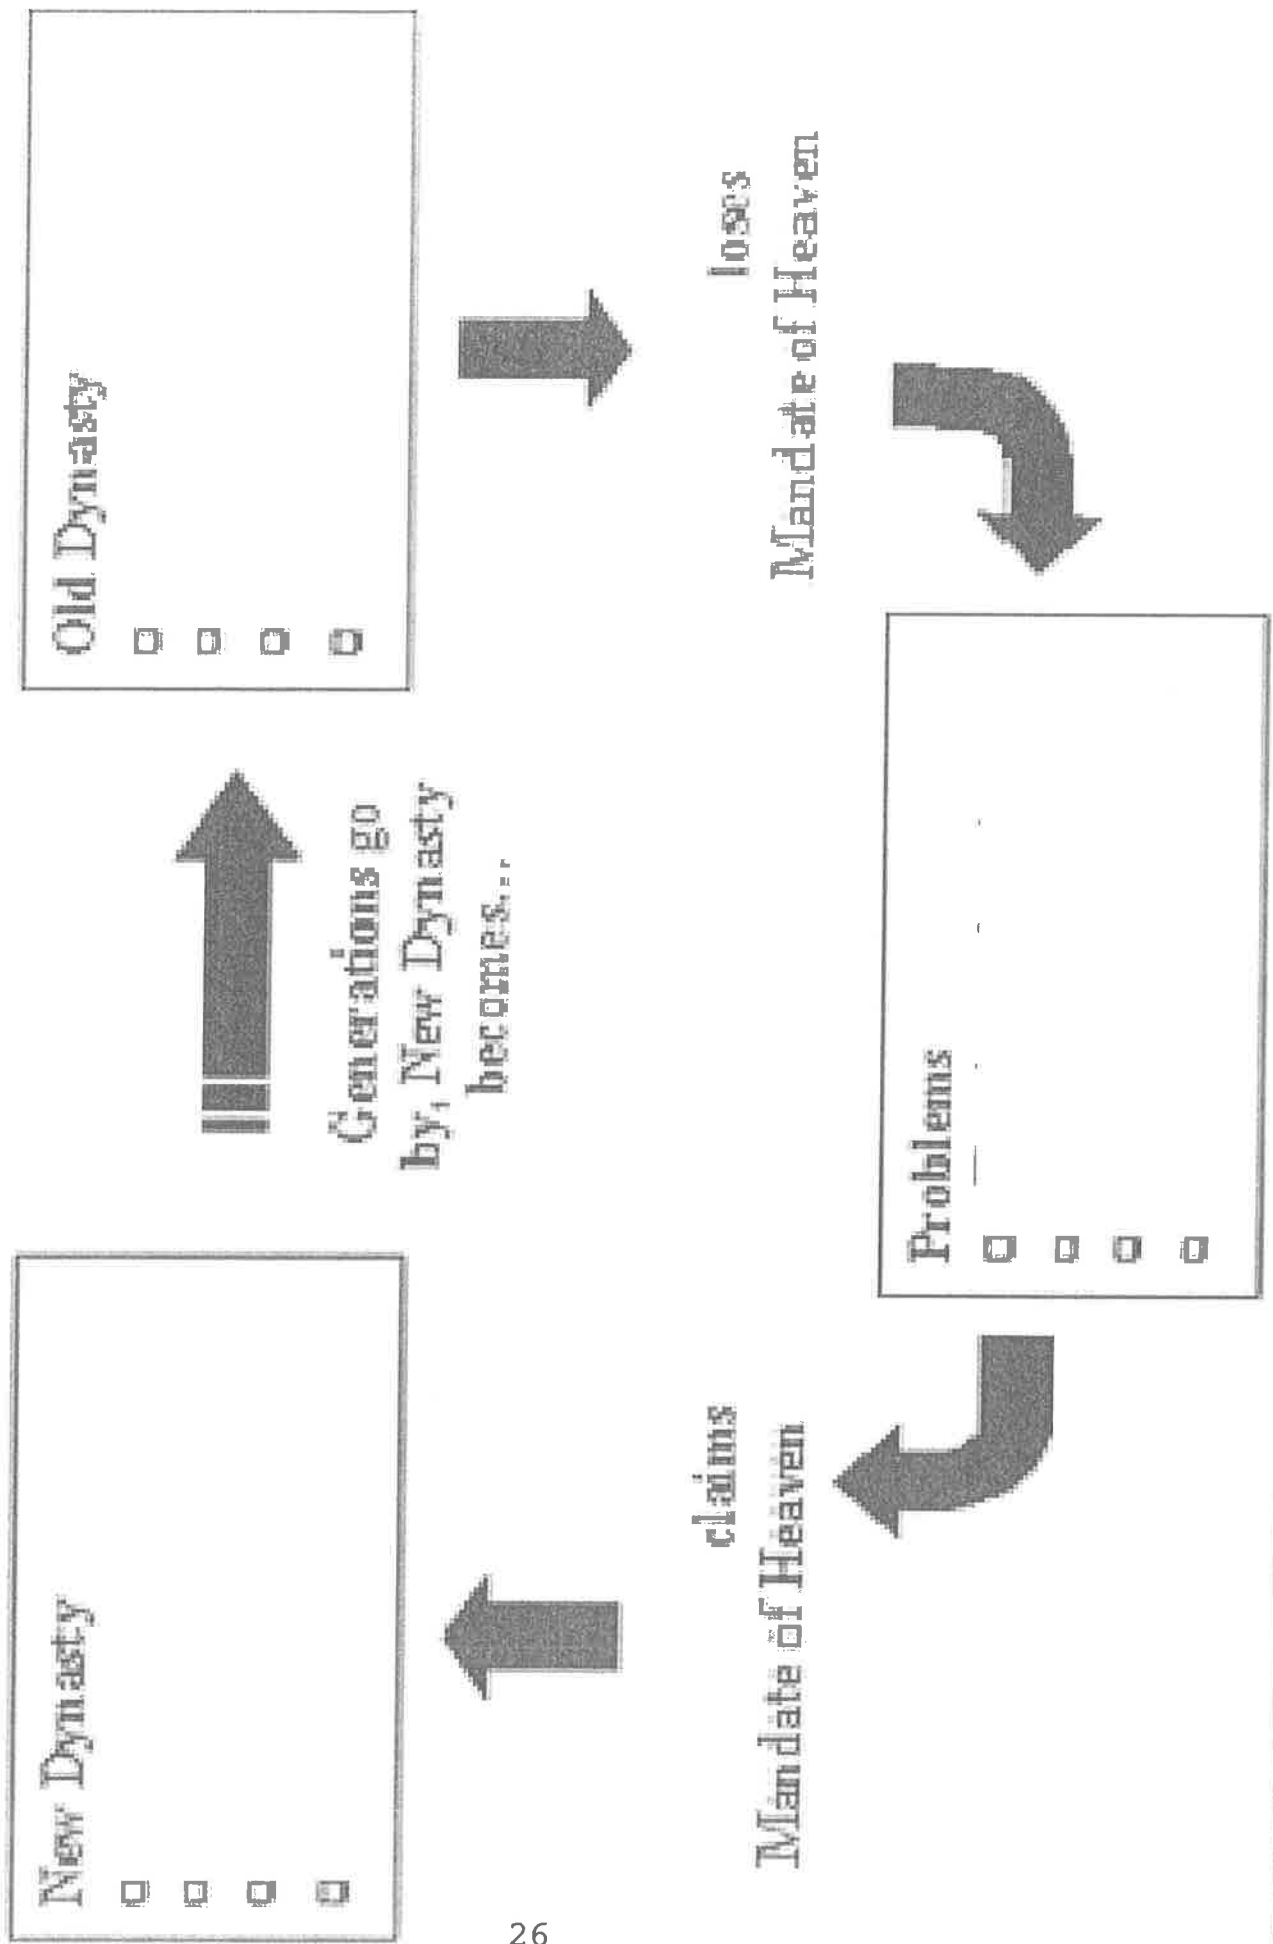 New Dynasty
Generations go
by, New Dynasty
becomes...
Old Dynasty
loses
Mandate of Heaven
Problems
claims
Mandate of Heaven
26